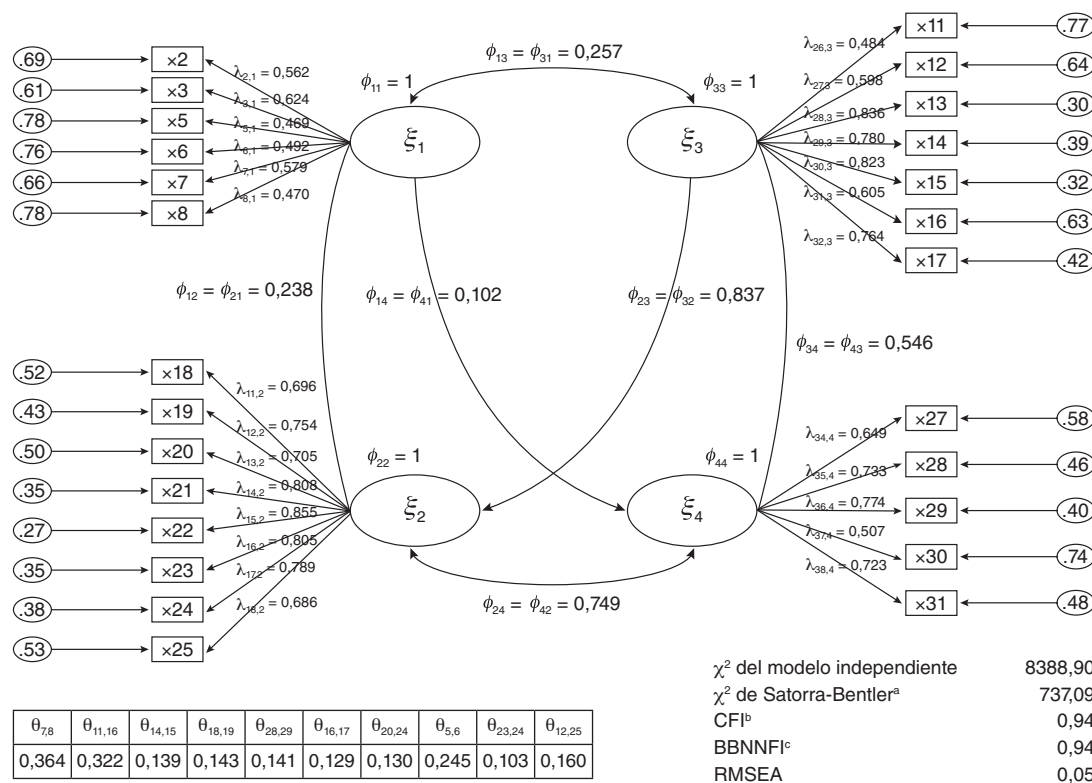 ϕ13 = ϕ31 = 0,257
ϕ11 = 1
ϕ33 = 1
.69 ×2 λ2,1 = 0,562
.61 ×3 λ3,1 = 0,624
.78 ×5 λ5,1 = 0,469
.76 ×6 λ6,1 = 0,492
.66 ×7 λ7,1 = 0,579
.78 ×8 λ8,1 = 0,470
ξ1
ξ3
λ26,3 = 0,484 ×11 .77
λ27,3 = 0,598 ×12 .64
λ28,3 = 0,836 ×13 .30
λ29,3 = 0,780 ×14 .39
λ30,3 = 0,823 ×15 .32
λ31,3 = 0,605 ×16 .63
λ32,3 = 0,764 ×17 .42
ϕ12 = ϕ21 = 0,238
ϕ14 = ϕ41 = 0,102
ϕ23 = ϕ32 = 0,837
ϕ34 = ϕ43 = 0,546
.52 ×18 λ11,2 = 0,696
.43 ×19 λ12,2 = 0,754
.50 ×20 λ13,2 = 0,705
.35 ×21 λ14,2 = 0,808
.27 ×22 λ15,2 = 0,855
.35 ×23 λ16,2 = 0,805
.38 ×24 λ17,2 = 0,789
.53 ×25 λ18,2 = 0,686
ϕ22 = 1
ϕ44 = 1
ξ2
ξ4
λ34,4 = 0,649 ×27 .58
λ35,4 = 0,733 ×28 .46
λ36,4 = 0,774 ×29 .40
λ37,4 = 0,507 ×30 .74
λ38,4 = 0,723 ×31 .48
ϕ24 = ϕ42 = 0,749
θ7,8 θ11,16 θ14,15 θ18,19 θ28,29 θ16,17 θ20,24 θ5,6 θ23,24 θ12,25
0,364 0,322 0,139 0,143 0,141 0,129 0,130 0,245 0,103 0,160
χ² del modelo independiente 8388,90
χ² de Satorra-Bentlerᵃ 737,09
CFIᵇ 0,94
BBNNFIᶜ 0,94
RMSEA 0,05